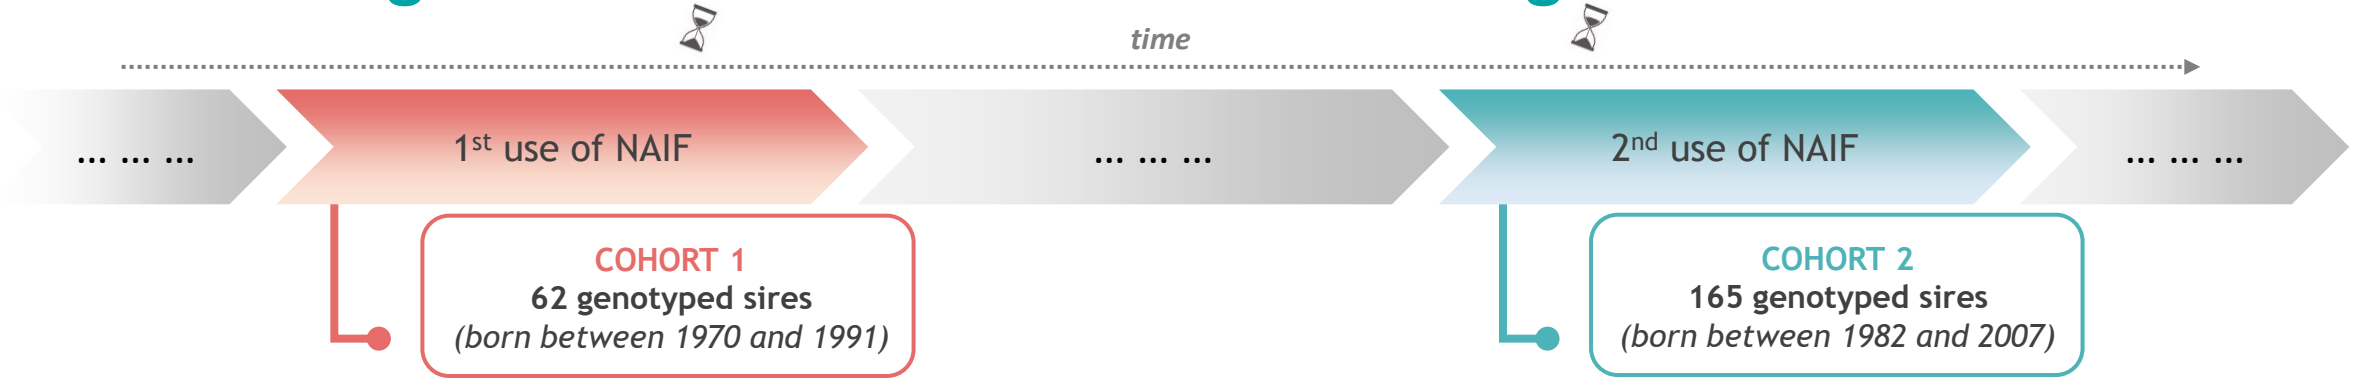 time
... ... ...
1st use of NAIF
... ... ...
2nd use of NAIF
... ... ...
COHORT 1
62 genotyped sires
(born between 1970 and 1991)
COHORT 2
165 genotyped sires
(born between 1982 and 2007)